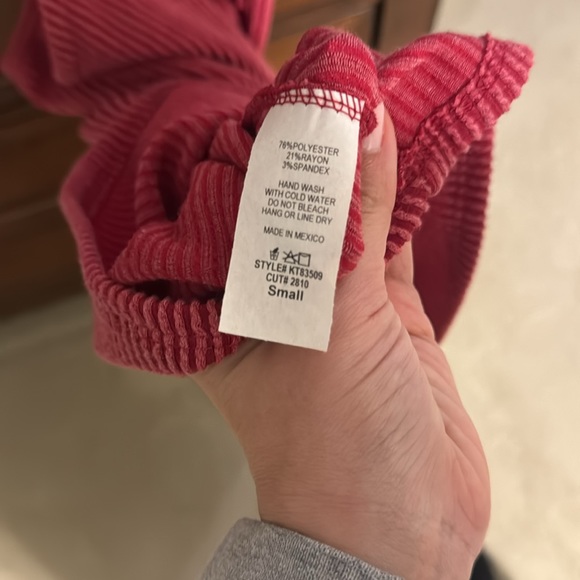 76%POLYESTER
21%RAYON
3%SPANDEX
HAND WASH
WITH COLD WATER
DO NOT BLEACH
HANG OR LINE DRY
MADE IN MEXICO
STYLE# KT83509
CUT# 2810
Small